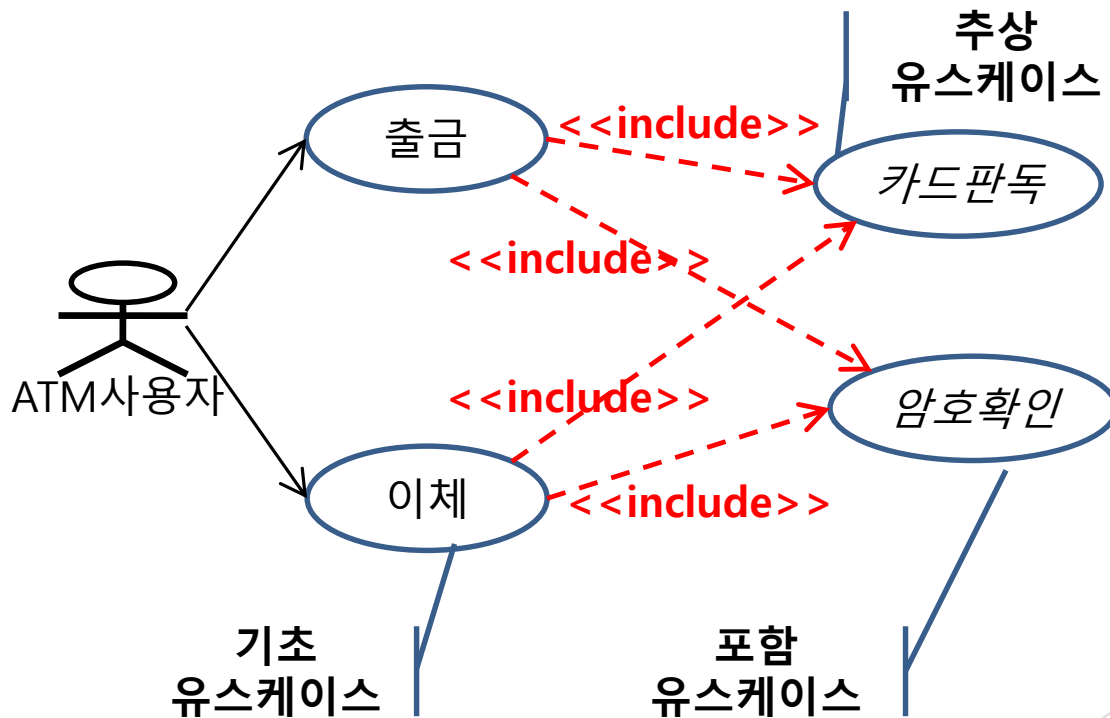 추상
유스케이스
출금
<<include>>
카드판독
<<include>>
ATM사용자
<<include>>
암호확인
이체
<<include>>
기초
유스케이스
포함
유스케이스